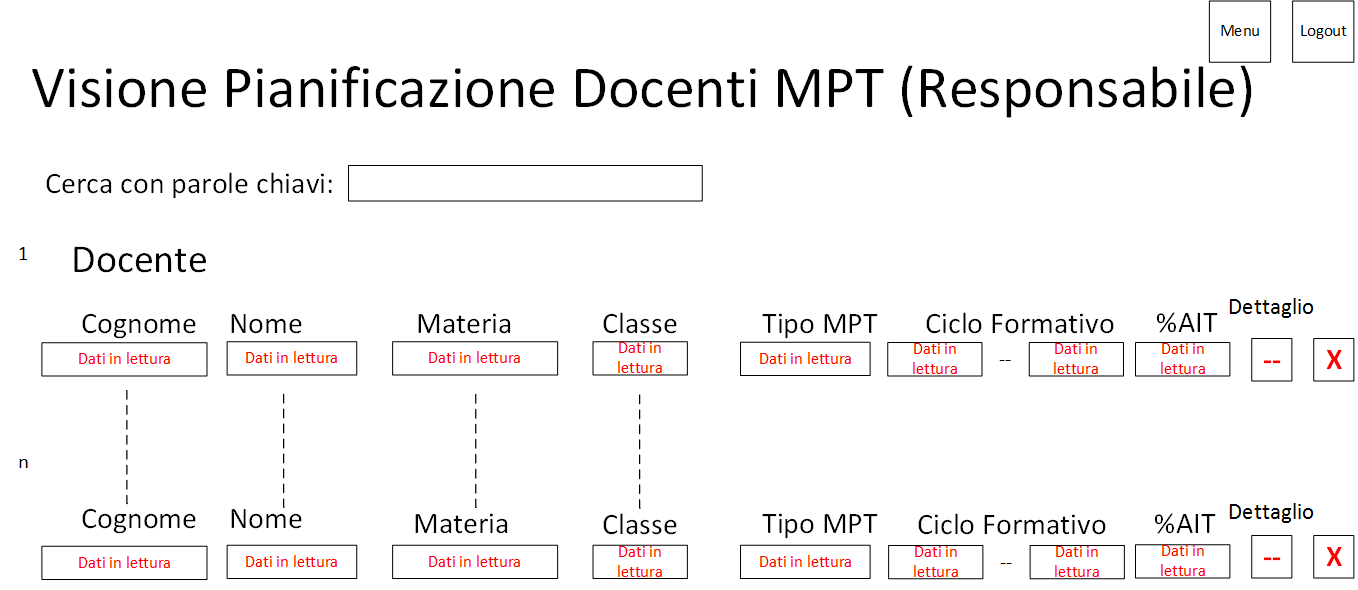 Menu Logout
Visione Pianificazione Docenti MPT (Responsabile)
Cerca con parole chiavi:
1 Docente
Cognome Nome Materia Classe Tipo MPT Ciclo Formativo %AIT Dettaglio
Dati in lettura Dati in lettura Dati in lettura Dati in lettura Dati in lettura Dati in lettura -- Dati in lettura Dati in lettura -- X
n
Cognome Nome Materia Classe Tipo MPT Ciclo Formativo %AIT Dettaglio
Dati in lettura Dati in lettura Dati in lettura Dati in lettura Dati in lettura Dati in lettura -- Dati in lettura Dati in lettura -- X